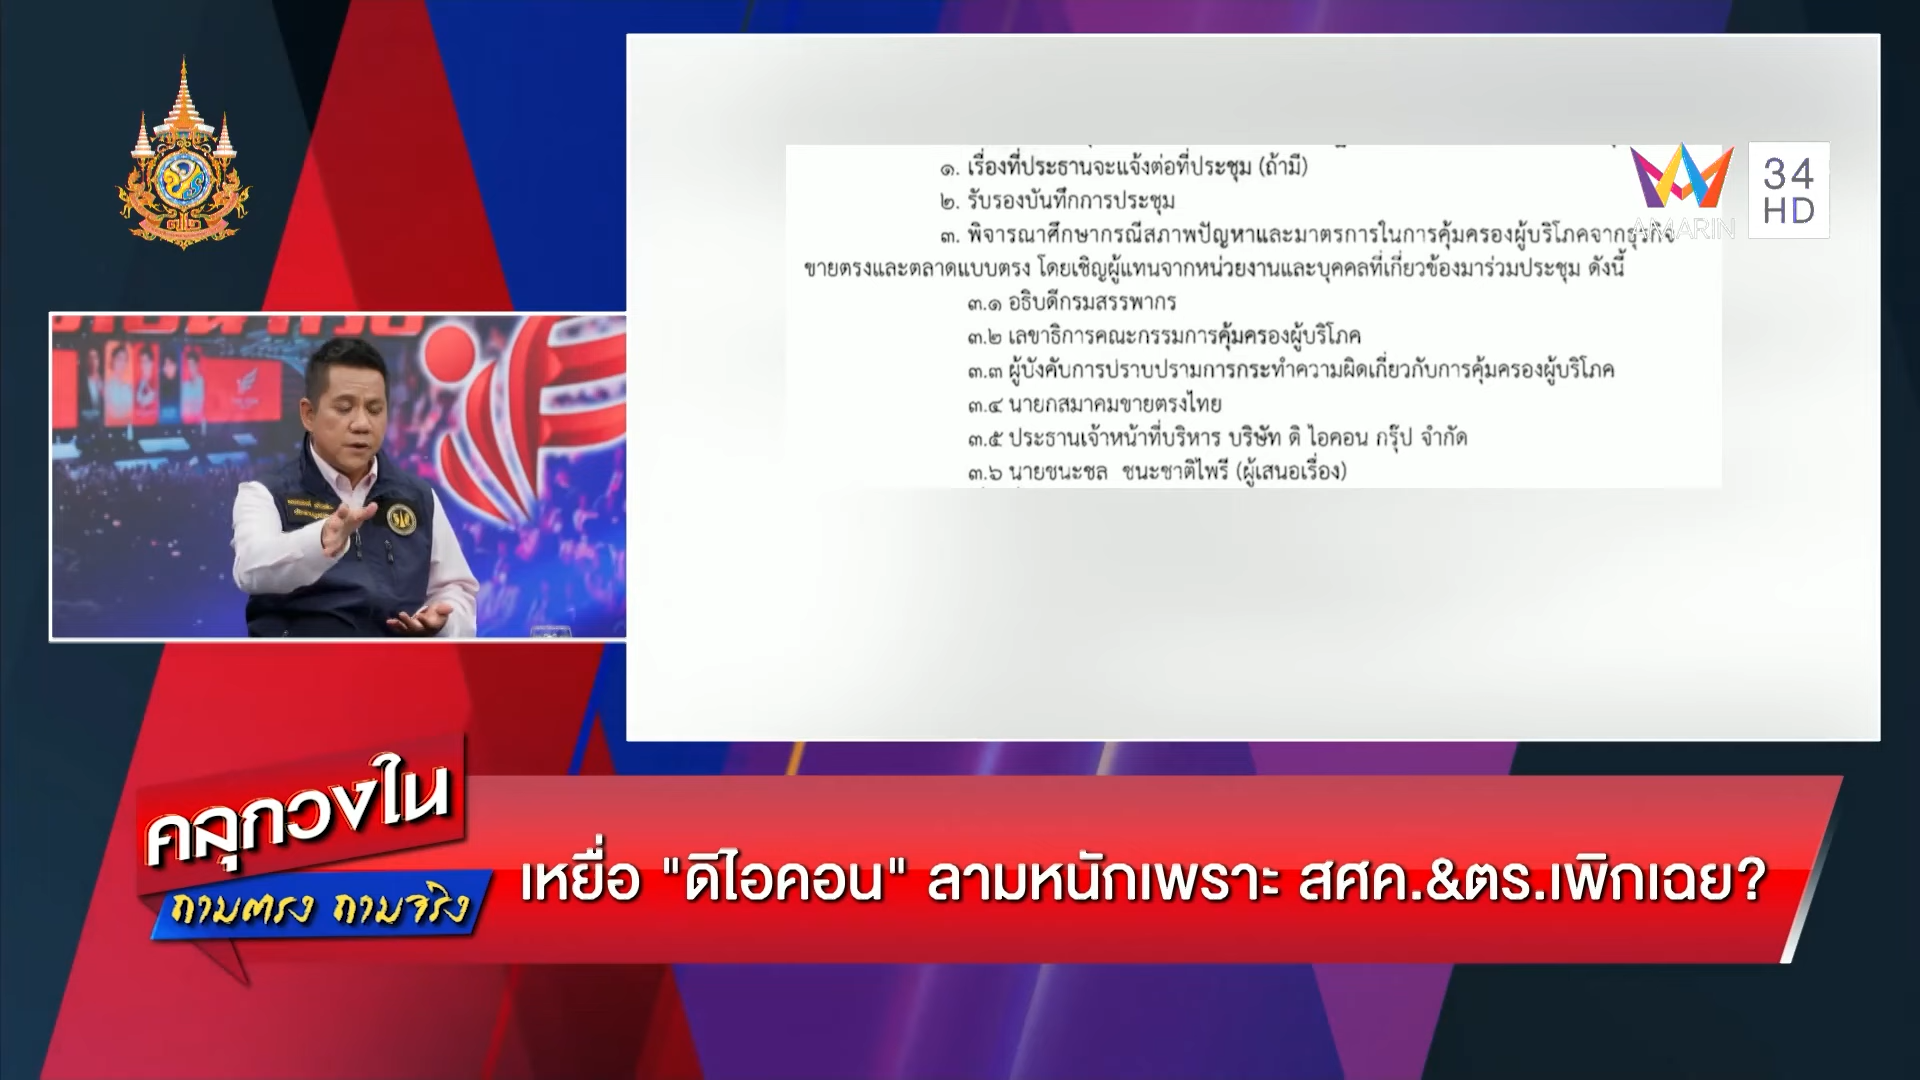 ๑. เรื่องที่ประธานจะแจ้งต่อที่ประชุม (ถ้ามี)
๒. รับรองบันทึกการประชุม
๓. พิจารณาศึกษากรณีสภาพปัญหาและมาตรการในการคุ้มครองผู้บริโภคจากธุรกิจ
ขายตรงและตลาดแบบตรง โดยเชิญผู้แทนจากหน่วยงานและบุคคลที่เกี่ยวข้องมาร่วมประชุม ดังนี้
๓.๑ อธิบดีกรมสรรพากร
๓.๒ เลขาธิการคณะกรรมการคุ้มครองผู้บริโภค
๓.๓ ผู้บังคับการปราบปรามการกระทำความผิดเกี่ยวกับการคุ้มครองผู้บริโภค
๓.๔ นายกสมาคมขายตรงไทย
๓.๕ ประธานเจ้าหน้าที่บริหาร บริษัท ดิ ไอคอน กรุ๊ป จำกัด
๓.๖ นายชนะชล ชนะชาติไพรี (ผู้เสนอเรื่อง)
AMARIN
34
HD
คลุกวงใน
ถามตรง ถามจริง
เหยื่อ "ดิไอคอน" ลามหนักเพราะ สศค.&ตร.เพิกเฉย?